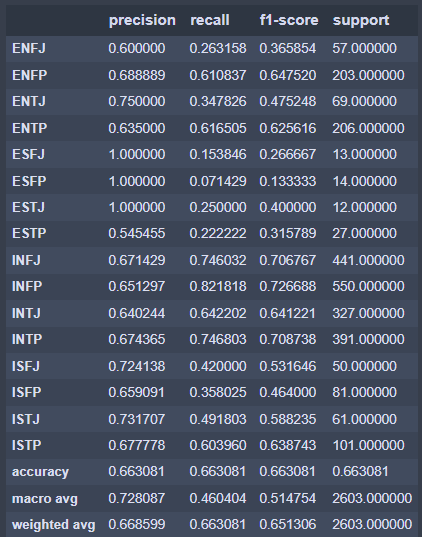 precision recall f1-score support
ENFJ 0.600000 0.263158 0.365854 57.000000
ENFP 0.688889 0.610837 0.647520 203.000000
ENTJ 0.750000 0.347826 0.475248 69.000000
ENTP 0.635000 0.616505 0.625616 206.000000
ESFJ 1.000000 0.153846 0.266667 13.000000
ESFP 1.000000 0.071429 0.133333 14.000000
ESTJ 1.000000 0.250000 0.400000 12.000000
ESTP 0.545455 0.222222 0.315789 27.000000
INFJ 0.671429 0.746032 0.706767 441.000000
INFP 0.651297 0.821818 0.726688 550.000000
INTJ 0.640244 0.642202 0.641221 327.000000
INTP 0.674365 0.746803 0.708738 391.000000
ISFJ 0.724138 0.420000 0.531646 50.000000
ISFP 0.659091 0.358025 0.464000 81.000000
ISTJ 0.731707 0.491803 0.588235 61.000000
ISTP 0.677778 0.603960 0.638743 101.000000
accuracy 0.663081 0.663081 0.663081 0.663081
macro avg 0.728087 0.460404 0.514754 2603.000000
weighted avg 0.668599 0.663081 0.651306 2603.000000